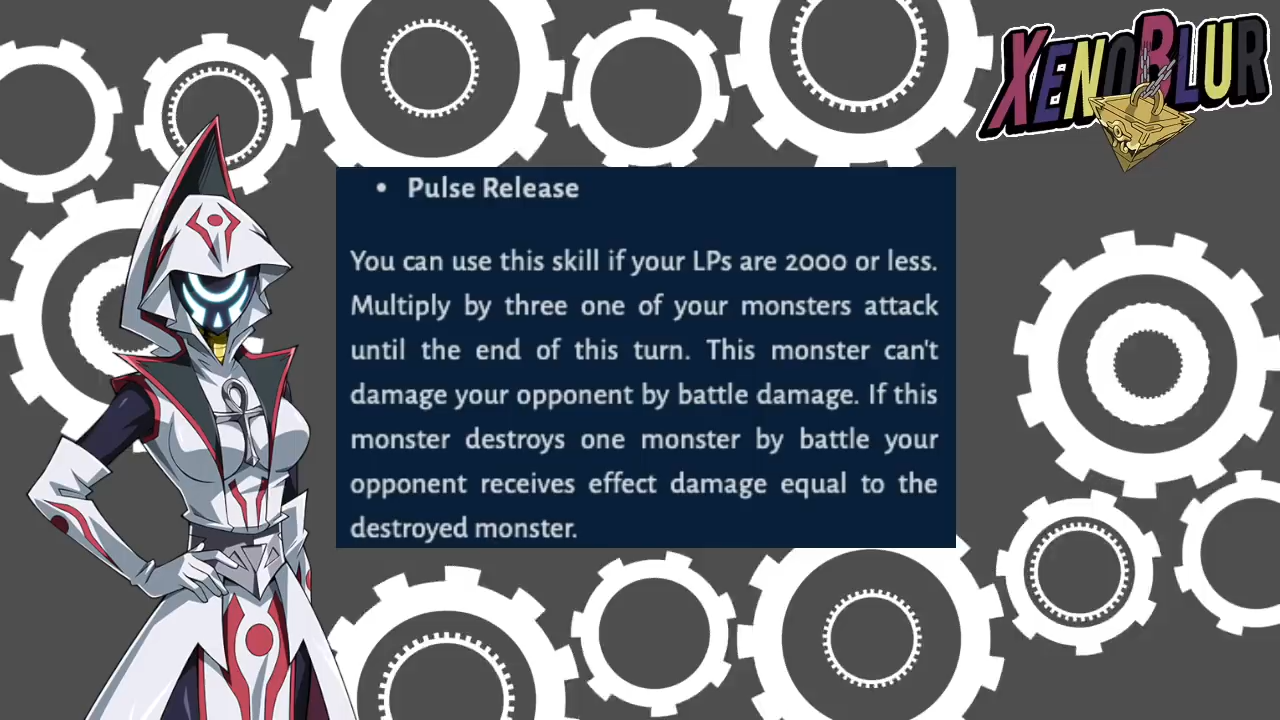 XENOBLUR
• Pulse Release
You can use this skill if your LPs are 2000 or less.
Multiply by three one of your monsters attack
until the end of this turn. This monster can't
damage your opponent by battle damage. If this
monster destroys one monster by battle your
opponent receives effect damage equal to the
destroyed monster.